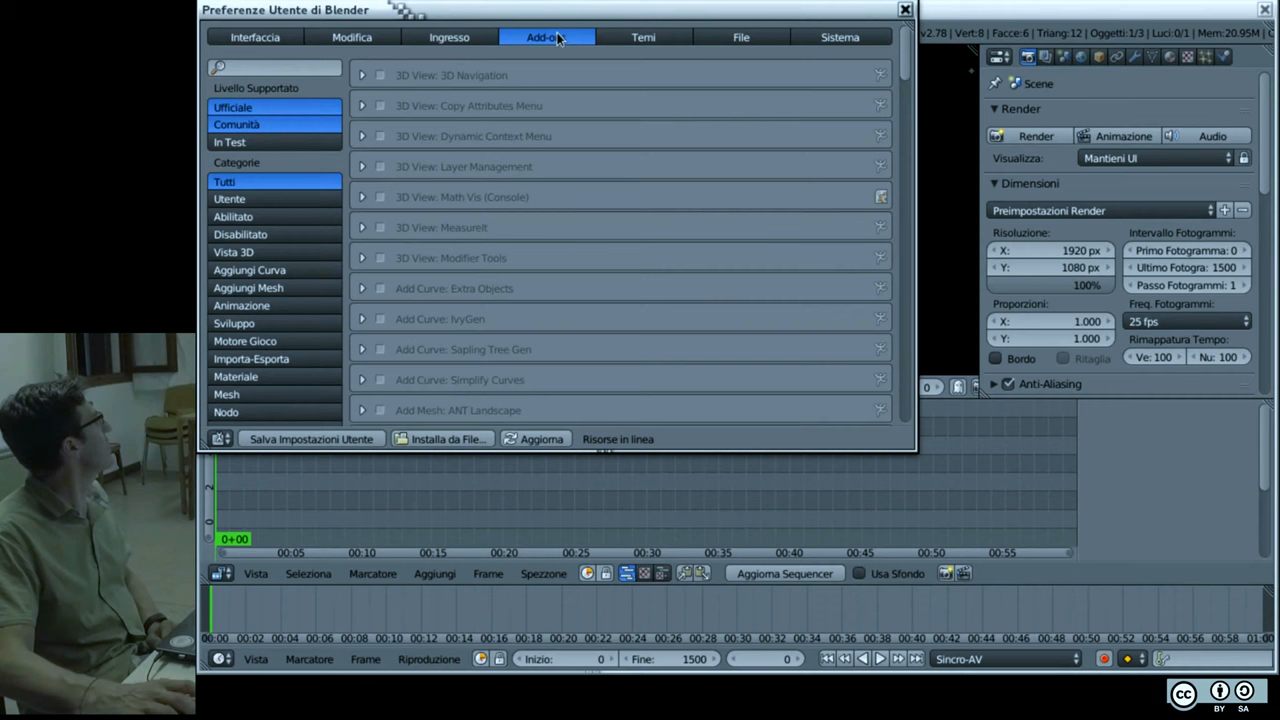 Preferenze Utente di Blender
Interfaccia Modifica Ingresso Add-ons Temi File Sistema
Livello Supportato
Ufficiale
Comunità
In Test
Categorie
Tutti
Utente
Abilitato
Disabilitato
Vista 3D
Aggiungi Curva
Aggiungi Mesh
Animazione
Sviluppo
Motore Gioco
Importa-Esporta
Materiale
Mesh
Nodo
3D View: 3D Navigation
3D View: Copy Attributes Menu
3D View: Dynamic Context Menu
3D View: Layer Management
3D View: Math Vis (Console)
3D View: MeasureIt
3D View: Modifier Tools
Add Curve: Extra Objects
Add Curve: IvyGen
Add Curve: Sapling Tree Gen
Add Curve: Simplify Curves
Add Mesh: ANT Landscape
Salva Impostazioni Utente Installa da File... Aggiorna Risorse in linea
v2.78 | Vert:8 | Facce:6 | Triang:12 | Oggetti:1/3 | Luci:0/1 | Mem:20.95M
Scene
Render
Render Animazione Audio
Visualizza: Mantieni UI
Dimensioni
Preimpostazioni Render
Risoluzione: Intervallo Fotogrammi:
X: 1920 px Primo Fotogramma: 0
Y: 1080 px Ultimo Fotogra: 1500
100% Passo Fotogrammi: 1
Proporzioni: Freq. Fotogrammi:
X: 1.000 25 fps
Y: 1.000 Rimappatura Tempo:
Bordo Ritaglia Ve: 100 Nu: 100
Anti-Aliasing
0
2
0
0+00
00:05 00:10 00:15 00:20 00:25 00:30 00:35 00:40 00:45 00:50 00:55
Vista Seleziona Marcatore Aggiungi Frame Spezzone Aggiorna Sequencer Usa Sfondo
00:00 00:02 00:04 00:06 00:08 00:10 00:12 00:14 00:16 00:18 00:20 00:22 00:24 00:26 00:28 00:30 00:32 00:34 00:36 00:38 00:40 00:42 00:44 00:46 00:48 00:50 00:52 00:54 00:56 00:58 01:00
Vista Marcatore Frame Riproduzione Inizio: 0 Fine: 1500 0 Sincro-AV
cc BY SA